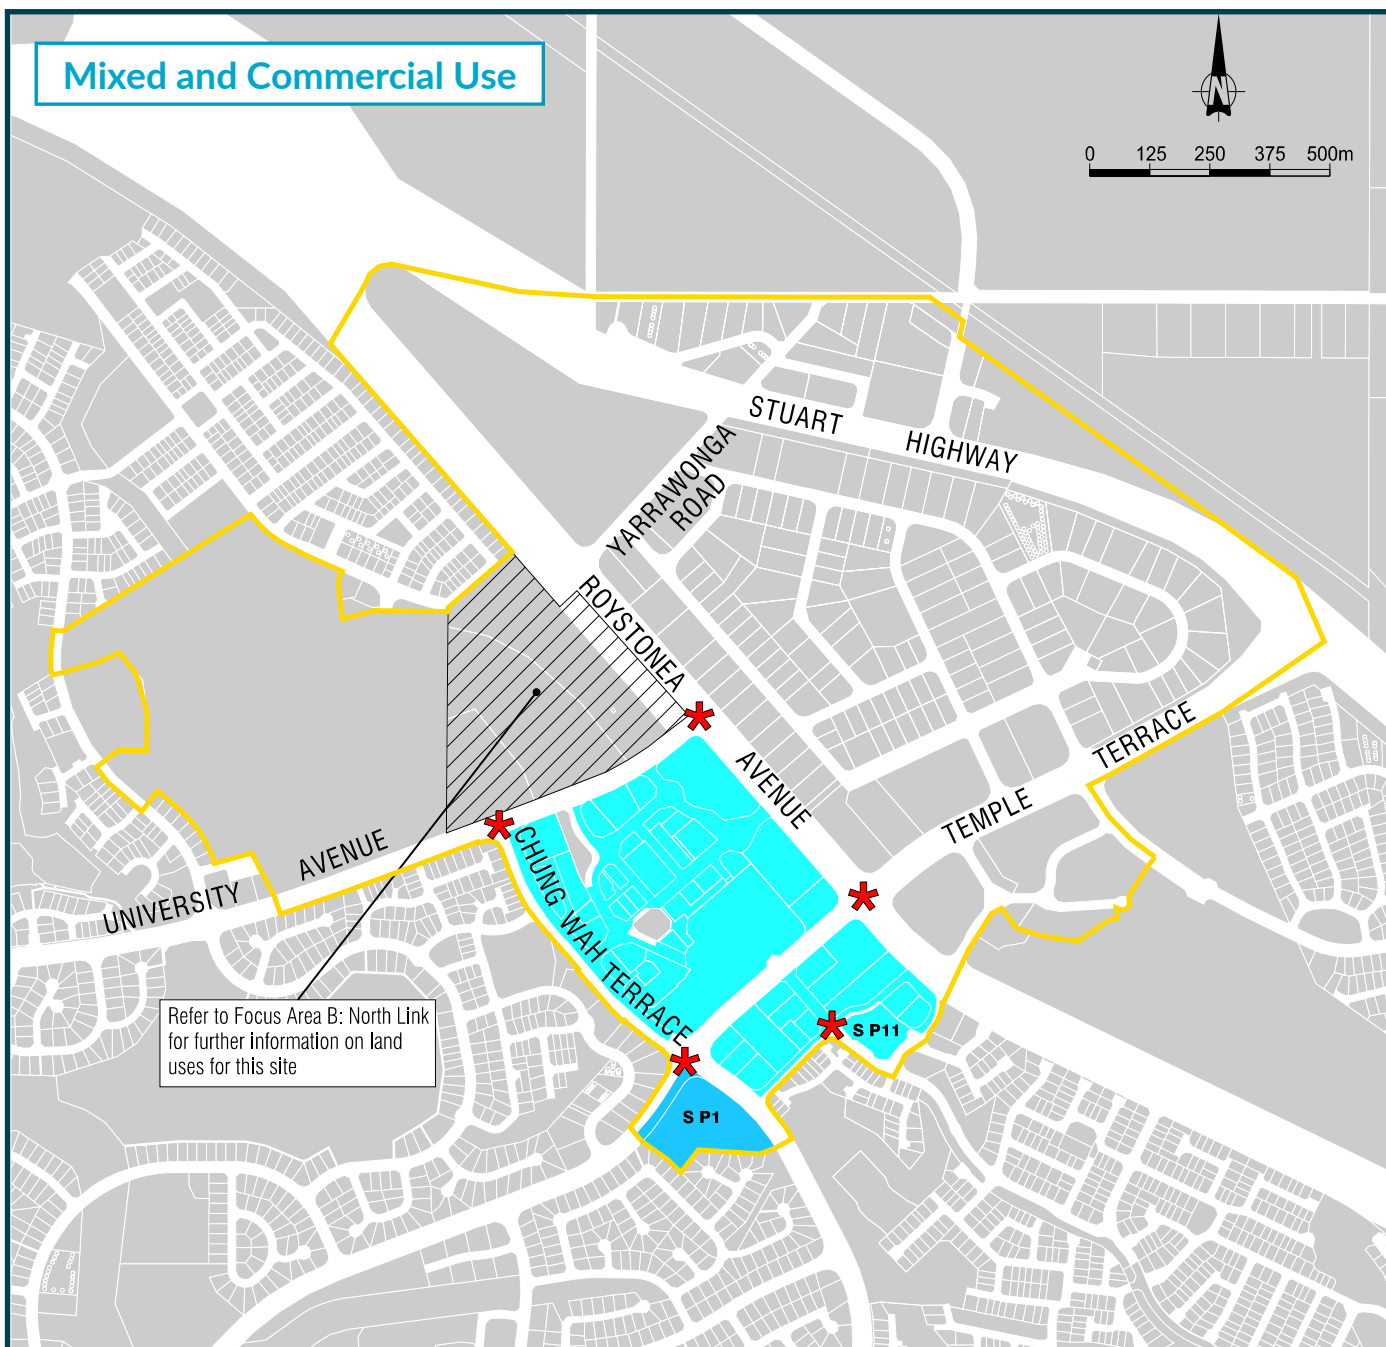 Mixed and Commercial Use
N
0 125 250 375 500m
STUART HIGHWAY
YARRAWONGA
ROAD
ROYSTONEA AVENUE
TEMPLE TERRACE
UNIVERSITY AVENUE
CHUNG WAH TERRACE
S P11
S P1
Refer to Focus Area B: North Link
for further information on land
uses for this site